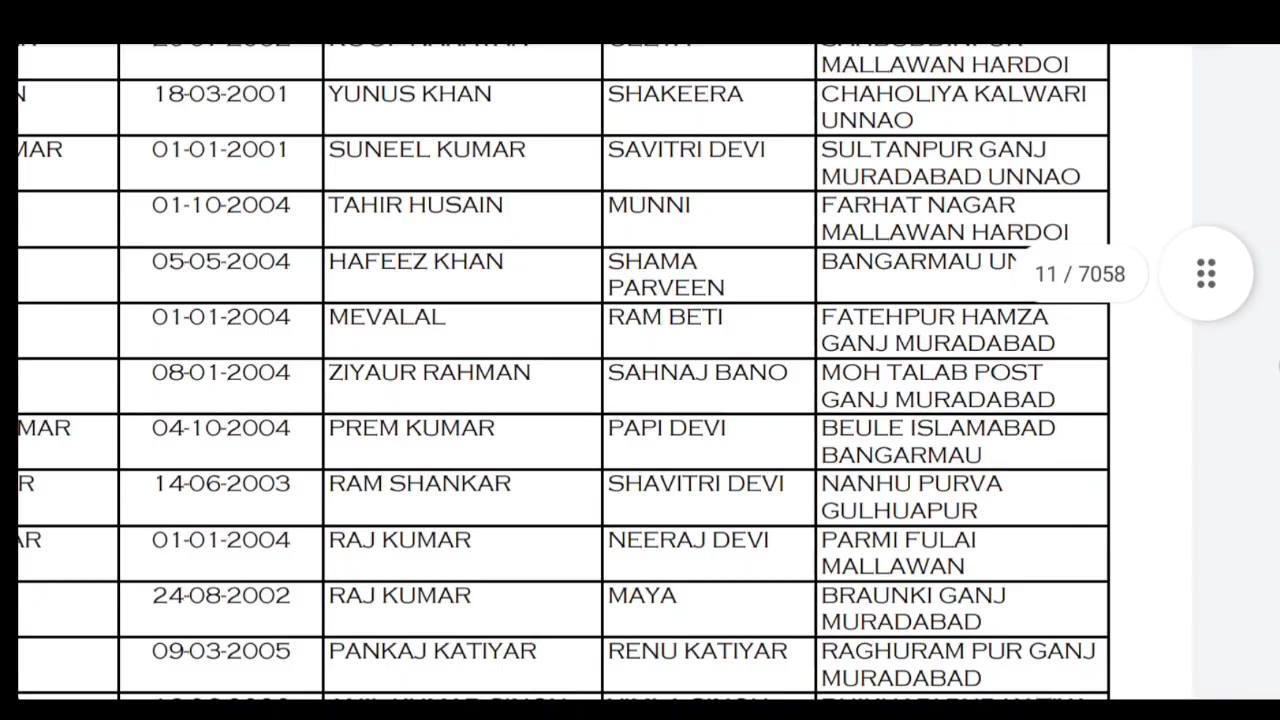 MALLAWAN HARDOI
N 18-03-2001 YUNUS KHAN SHAKEERA CHAHOLIYA KALWARI
UNNAO
MAR 01-01-2001 SUNEEL KUMAR SAVITRI DEVI SULTANPUR GANJ
MURADABAD UNNAO
01-10-2004 TAHIR HUSAIN MUNNI FARHAT NAGAR
MALLAWAN HARDOI
05-05-2004 HAFEEZ KHAN SHAMA BANGARMAU UN
PARVEEN
11 / 7058
01-01-2004 MEVALAL RAM BETI FATEHPUR HAMZA
GANJ MURADABAD
08-01-2004 ZIYAUR RAHMAN SAHNAJ BANO MOH TALAB POST
GANJ MURADABAD
MAR 04-10-2004 PREM KUMAR PAPI DEVI BEULE ISLAMABAD
BANGARMAU
R 14-06-2003 RAM SHANKAR SHAVITRI DEVI NANHU PURVA
GULHUAPUR
AR 01-01-2004 RAJ KUMAR NEERAJ DEVI PARMI FULAI
MALLAWAN
24-08-2002 RAJ KUMAR MAYA BRAUNKI GANJ
MURADABAD
09-03-2005 PANKAJ KATIYAR RENU KATIYAR RAGHURAM PUR GANJ
MURADABAD